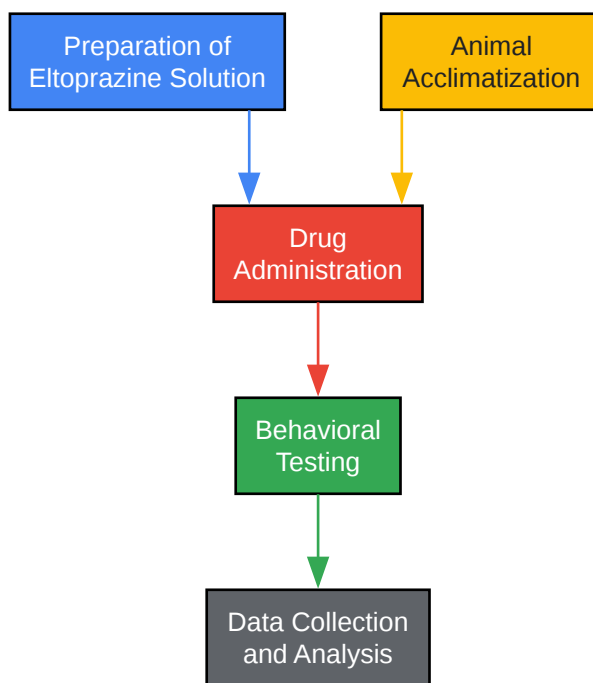 Preparation of
Eltoprazine Solution
Animal
Acclimatization
Drug
Administration
Behavioral
Testing
Data Collection
and Analysis